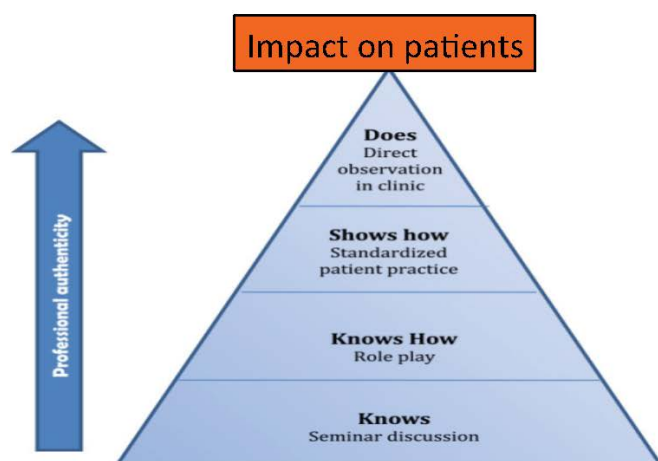 Impact on patients
Does
Direct
observation
in clinic
Shows how
Standardized
patient practice
Knows How
Role play
Knows
Seminar discussion
Professional authenticity